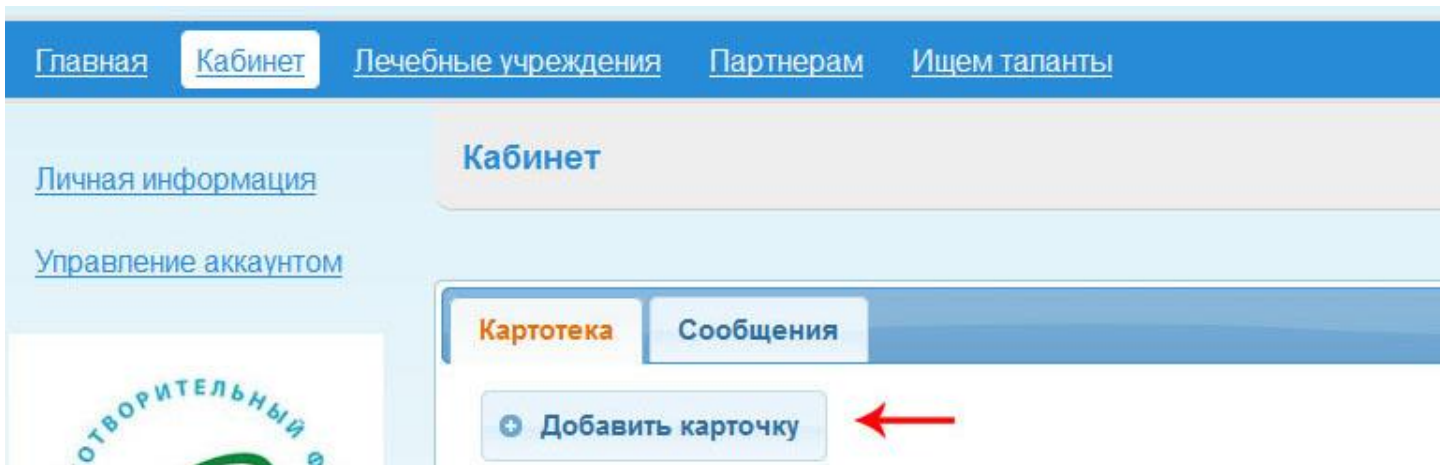 Главная Кабинет Лечебные учреждения Партнерам Ищем таланты
Кабинет
Личная информация
Управление аккаунтом
Картотека Сообщения
Добавить карточку